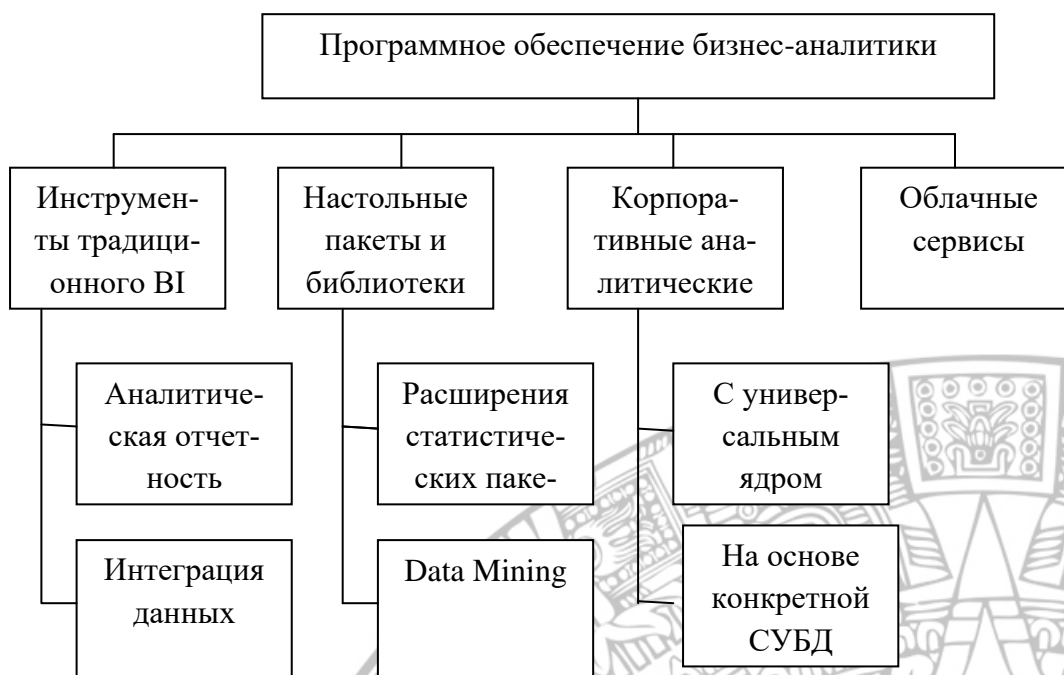 Программное обеспечение бизнес-аналитики
Инструмен-
ты традици-
онного BI
Настольные
пакеты и
библиотеки
Корпора-
тивные ана-
литические
Облачные
сервисы
Аналитиче-
ская отчет-
ность
Расширения
статистиче-
ских паке-
С универ-
сальным
ядром
Интеграция
данных
Data Mining
На основе
конкретной
СУБД